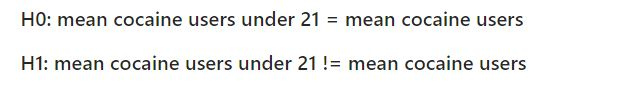 H0: mean cocaine users under 21 = mean cocaine users
H1: mean cocaine users under 21 != mean cocaine users